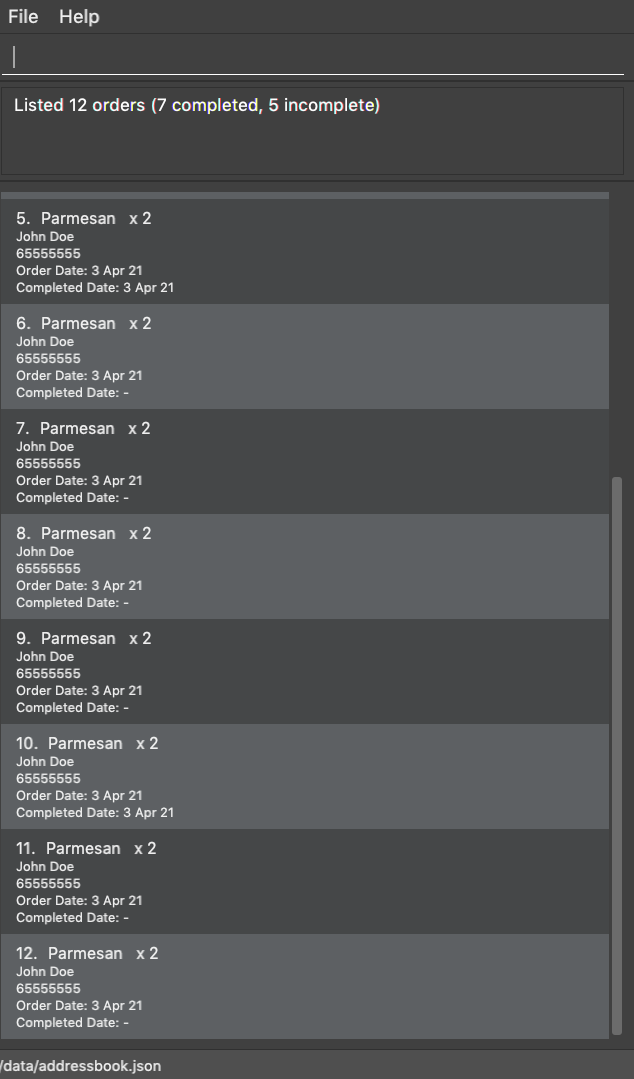 File Help
Listed 12 orders (7 completed, 5 incomplete)
5. Parmesan x 2
John Doe
65555555
Order Date: 3 Apr 21
Completed Date: 3 Apr 21
6. Parmesan x 2
John Doe
65555555
Order Date: 3 Apr 21
Completed Date: -
7. Parmesan x 2
John Doe
65555555
Order Date: 3 Apr 21
Completed Date: -
8. Parmesan x 2
John Doe
65555555
Order Date: 3 Apr 21
Completed Date: -
9. Parmesan x 2
John Doe
65555555
Order Date: 3 Apr 21
Completed Date: -
10. Parmesan x 2
John Doe
65555555
Order Date: 3 Apr 21
Completed Date: 3 Apr 21
11. Parmesan x 2
John Doe
65555555
Order Date: 3 Apr 21
Completed Date: -
12. Parmesan x 2
John Doe
65555555
Order Date: 3 Apr 21
Completed Date: -
/data/addressbook.json